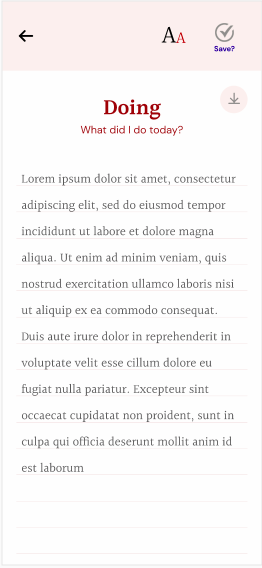 AA
Save?
Doing
What did I do today?
Lorem ipsum dolor sit amet, consectetur
adipiscing elit, sed do eiusmod tempor
incididunt ut labore et dolore magna
aliqua. Ut enim ad minim veniam, quis
nostrud exercitation ullamco laboris nisi
ut aliquip ex ea commodo consequat.
Duis aute irure dolor in reprehenderit in
voluptate velit esse cillum dolore eu
fugiat nulla pariatur. Excepteur sint
occaecat cupidatat non proident, sunt in
culpa qui officia deserunt mollit anim id
est laborum